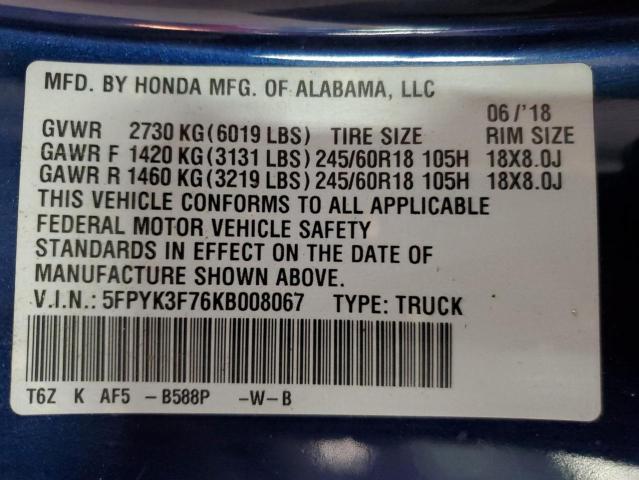 MFD. BY HONDA MFG. OF ALABAMA, LLC
06/'18
GVWR 2730 KG(6019 LBS) TIRE SIZE RIM SIZE
GAWR F 1420 KG(3131 LBS) 245/60R18 105H 18X8.0J
GAWR R 1460 KG(3219 LBS) 245/60R18 105H 18X8.0J
THIS VEHICLE CONFORMS TO ALL APPLICABLE
FEDERAL MOTOR VEHICLE SAFETY
STANDARDS IN EFFECT ON THE DATE OF
MANUFACTURE SHOWN ABOVE.
V.I.N.: 5FPYK3F76KB008067 TYPE: TRUCK
T6Z K AF5 -B588P -W-B